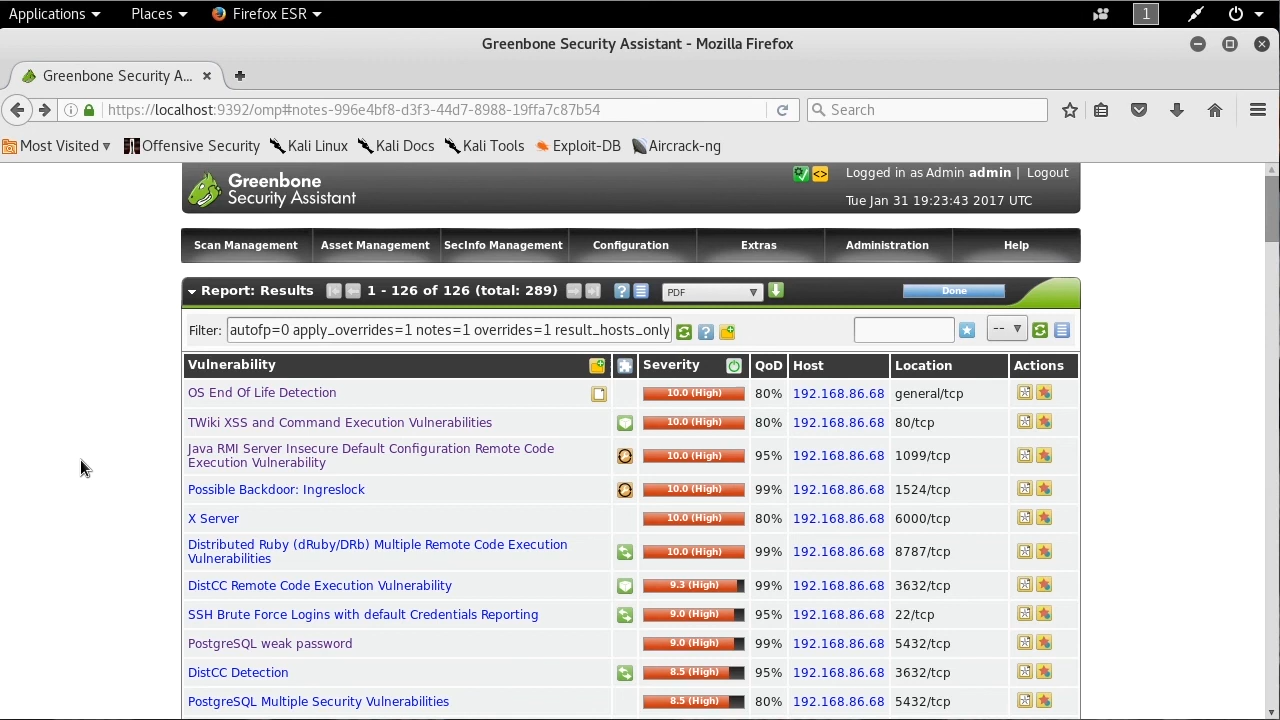 Applications ▾ Places ▾ Firefox ESR ▾ 1
Greenbone Security Assistant - Mozilla Firefox
Greenbone Security A...
https://localhost:9392/omp#notes-996e4bf8-d3f3-44d7-8988-19ffa7c87b54 Search
Most Visited Offensive Security Kali Linux Kali Docs Kali Tools Exploit-DB Aircrack-ng
Greenbone
Security Assistant
Logged in as Admin admin | Logout
Tue Jan 31 19:23:43 2017 UTC
Scan Management Asset Management SecInfo Management Configuration Extras Administration Help
Report: Results 1 - 126 of 126 (total: 289) ? PDF Done
Filter: autofp=0 apply_overrides=1 notes=1 overrides=1 result_hosts_only ? --
Vulnerability Severity QoD Host Location Actions
OS End Of Life Detection 10.0 (High) 80% 192.168.86.68 general/tcp
TWiki XSS and Command Execution Vulnerabilities 10.0 (High) 80% 192.168.86.68 80/tcp
Java RMI Server Insecure Default Configuration Remote Code
Execution Vulnerability 10.0 (High) 95% 192.168.86.68 1099/tcp
Possible Backdoor: Ingreslock 10.0 (High) 99% 192.168.86.68 1524/tcp
X Server 10.0 (High) 80% 192.168.86.68 6000/tcp
Distributed Ruby (dRuby/DRb) Multiple Remote Code Execution
Vulnerabilities 10.0 (High) 99% 192.168.86.68 8787/tcp
DistCC Remote Code Execution Vulnerability 9.3 (High) 99% 192.168.86.68 3632/tcp
SSH Brute Force Logins with default Credentials Reporting 9.0 (High) 95% 192.168.86.68 22/tcp
PostgreSQL weak password 9.0 (High) 99% 192.168.86.68 5432/tcp
DistCC Detection 8.5 (High) 95% 192.168.86.68 3632/tcp
PostgreSQL Multiple Security Vulnerabilities 8.5 (High) 80% 192.168.86.68 5432/tcp